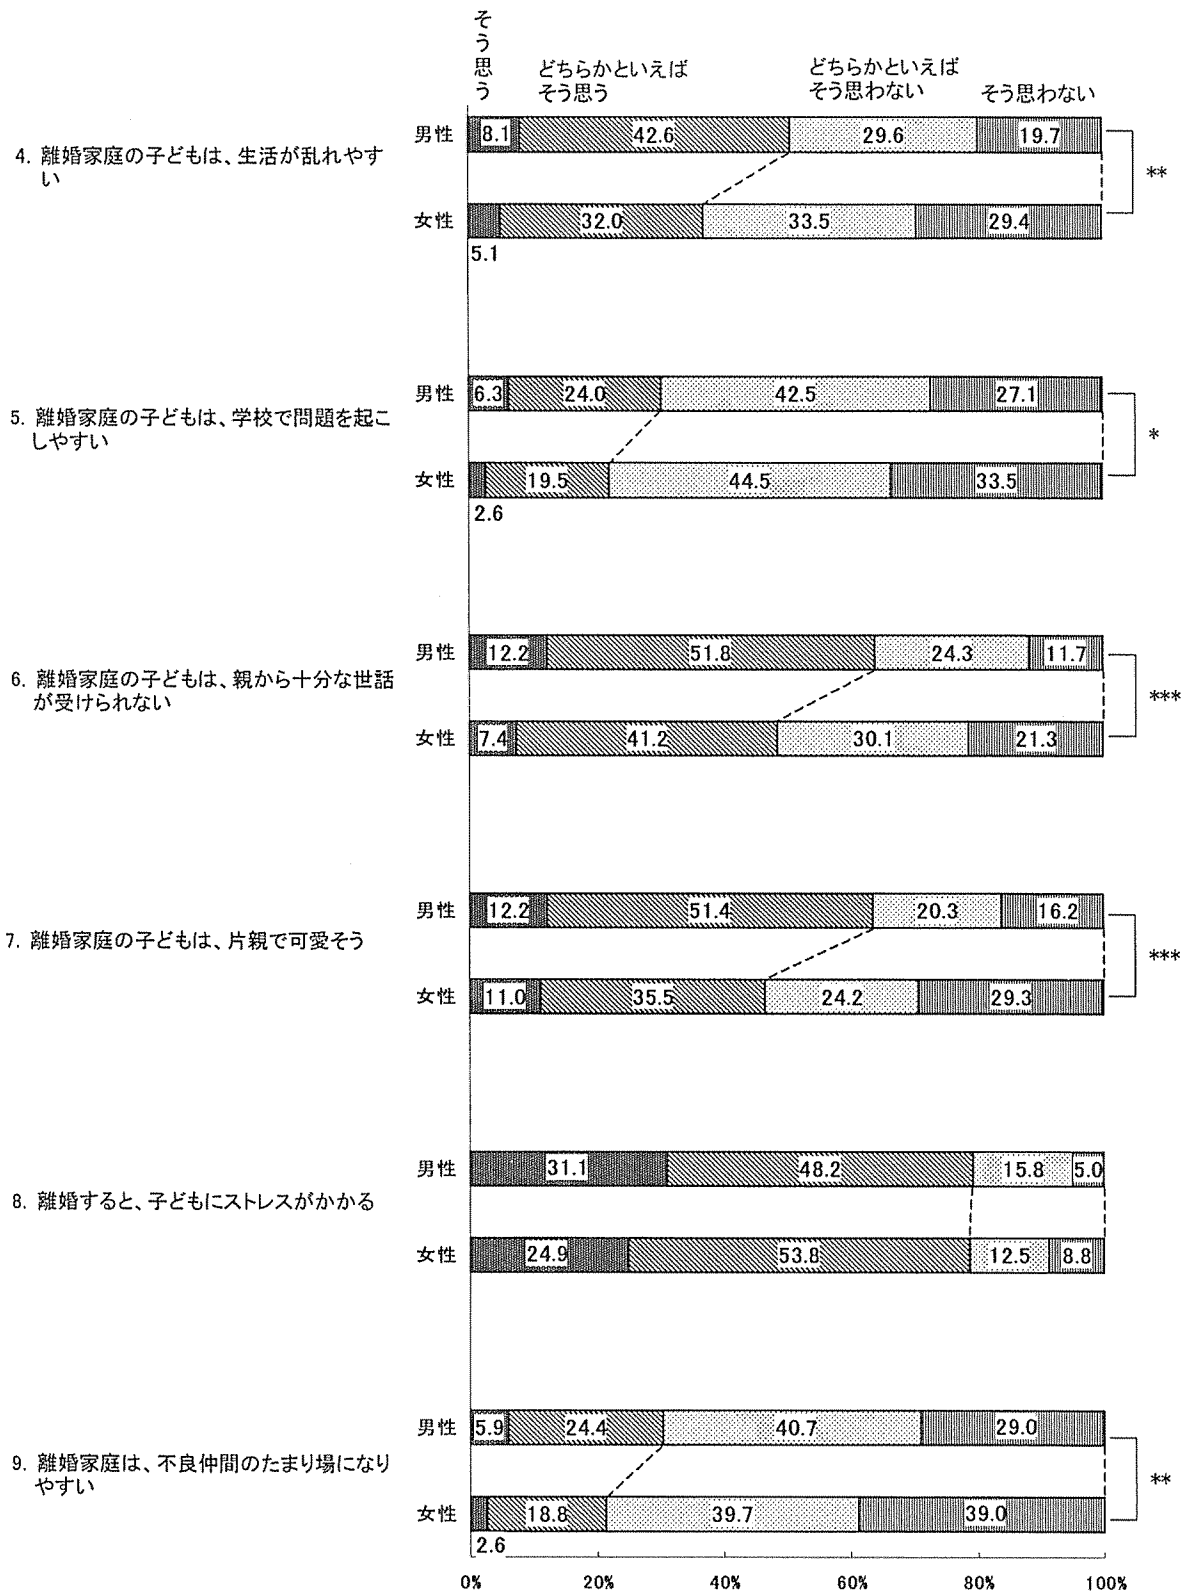 そう思う
どちらかといえば
そう思う
どちらかといえば
そう思わない
そう思わない
4. 離婚家庭の子どもは、生活が乱れやす
い
男性 8.1 42.6 29.6 19.7
**
女性 32.0 33.5 29.4
5.1
5. 離婚家庭の子どもは、学校で問題を起こ
しやすい
男性 6.3 24.0 42.5 27.1
*
女性 19.5 44.5 33.5
2.6
6. 離婚家庭の子どもは、親から十分な世話
が受けられない
男性 12.2 51.8 24.3 11.7
***
女性 7.4 41.2 30.1 21.3
7. 離婚家庭の子どもは、片親で可愛そう
男性 12.2 51.4 20.3 16.2
***
女性 11.0 35.5 24.2 29.3
8. 離婚すると、子どもにストレスがかかる
男性 31.1 48.2 15.8 5.0
女性 24.9 53.8 12.5 8.8
9. 離婚家庭は、不良仲間のたまり場になり
やすい
男性 5.9 24.4 40.7 29.0
**
女性 18.8 39.7 39.0
2.6
0% 20% 40% 60% 80% 100%